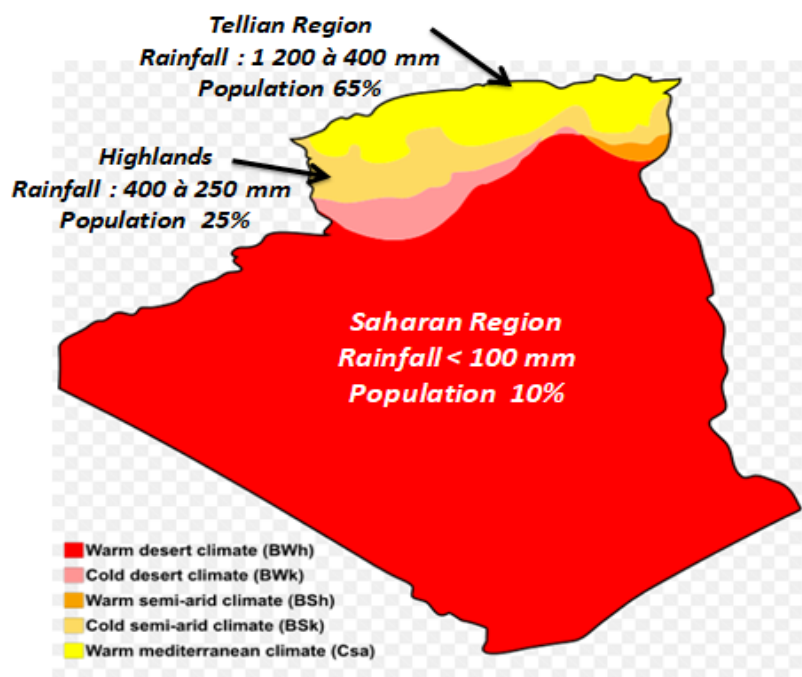 Tellian Region
Rainfall : 1 200 à 400 mm
Population 65%
Highlands
Rainfall : 400 à 250 mm
Population 25%
Saharan Region
Rainfall < 100 mm
Population 10%
Warm desert climate (BWh)
Cold desert climate (BWk)
Warm semi-arid climate (BSh)
Cold semi-arid climate (BSk)
Warm mediterranean climate (Csa)